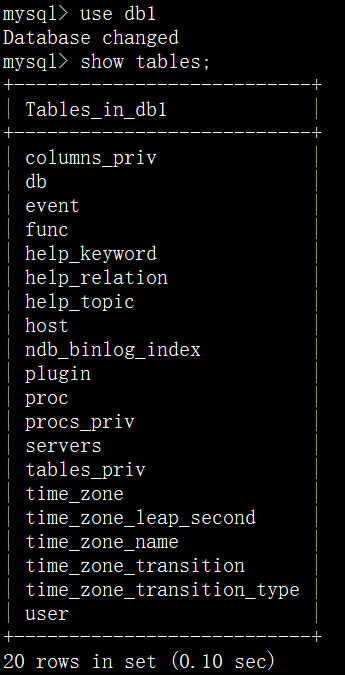 mysql> use db1
Database changed
mysql> show tables;
+---------------------------+
| Tables_in_db1             |
+---------------------------+
| columns_priv              |
| db                        |
| event                     |
| func                      |
| help_keyword              |
| help_relation             |
| help_topic                |
| host                      |
| ndb_binlog_index          |
| plugin                    |
| proc                      |
| procs_priv                |
| servers                   |
| tables_priv               |
| time_zone                 |
| time_zone_leap_second     |
| time_zone_name            |
| time_zone_transition      |
| time_zone_transition_type |
| user                      |
+---------------------------+
20 rows in set (0.10 sec)